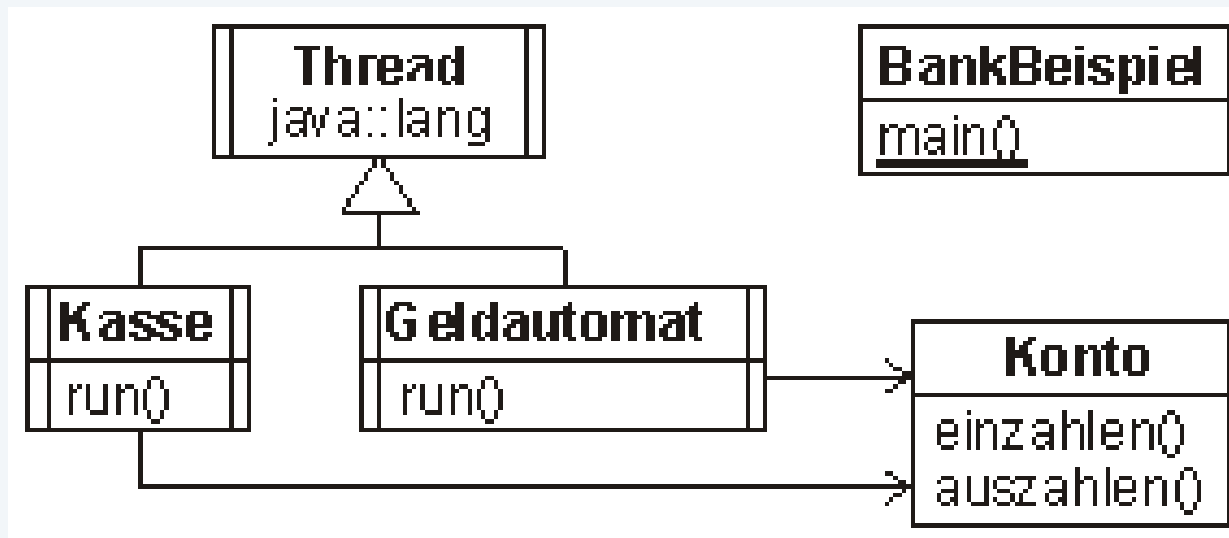 Thread
java::lang
BankBeispiel
main()
Kasse
run()
Geldautomat
run()
Konto
einzahlen()
auszahlen()